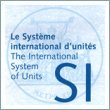 Le Système
international d'unités
The International
System
of Units
SI